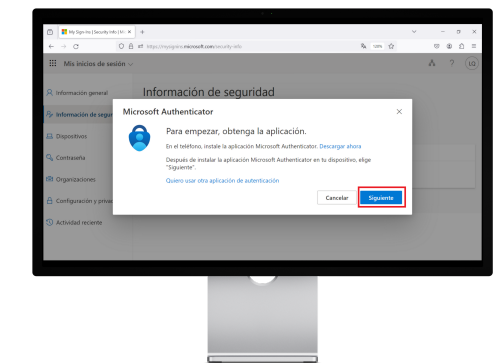 My Sign-Ins | Security Info | M
https://mysignins.microsoft.com/security-info
120%
Mis inicios de sesión
?
Información general
Información de segur
Dispositivos
Contraseña
Organizaciones
Configuración y privac
Actividad reciente
Información de seguridad
Microsoft Authenticator
Para empezar, obtenga la aplicación.
En el teléfono, instale la aplicación Microsoft Authenticator. Descargar ahora
Después de instalar la aplicación Microsoft Authenticator en tu dispositivo, elige
"Siguiente".
Quiero usar otra aplicación de autenticación
Cancelar
Siguiente